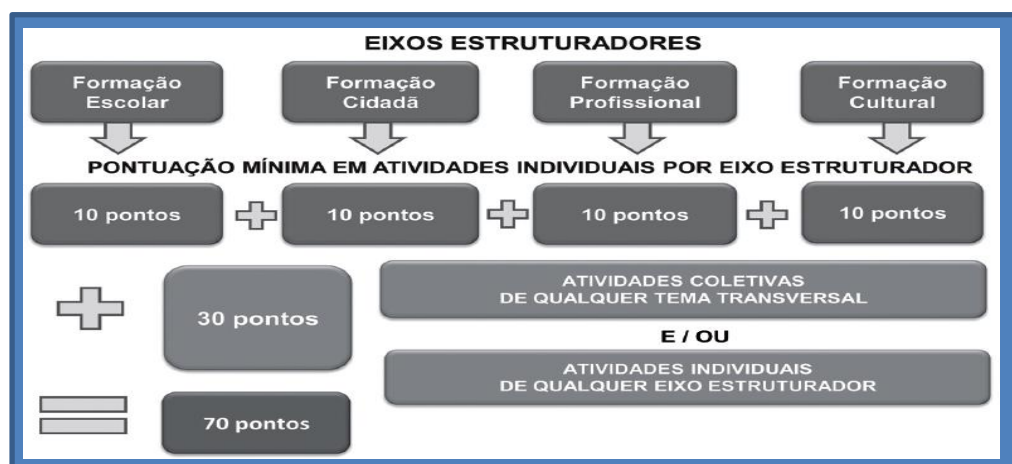 EIXOS ESTRUTURADORES
Formação
Escolar
Formação
Cidadã
Formação
Profissional
Formação
Cultural
PONTUAÇÃO MÍNIMA EM ATIVIDADES INDIVIDUAIS POR EIXO ESTRUTURADOR
10 pontos
10 pontos
10 pontos
10 pontos
30 pontos
ATIVIDADES COLETIVAS
DE QUALQUER TEMA TRANSVERSAL
E / OU
ATIVIDADES INDIVIDUAIS
DE QUALQUER EIXO ESTRUTURADOR
70 pontos